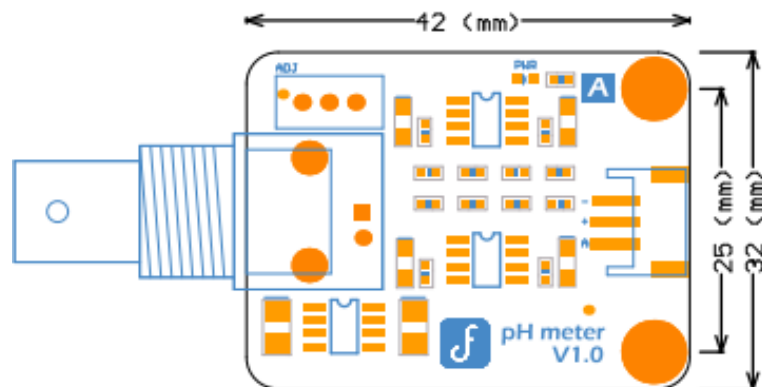 42 (mm)
ADJ
PWR
A
-
+
A
25 (mm)
32 (mm)
pH meter
V1.0